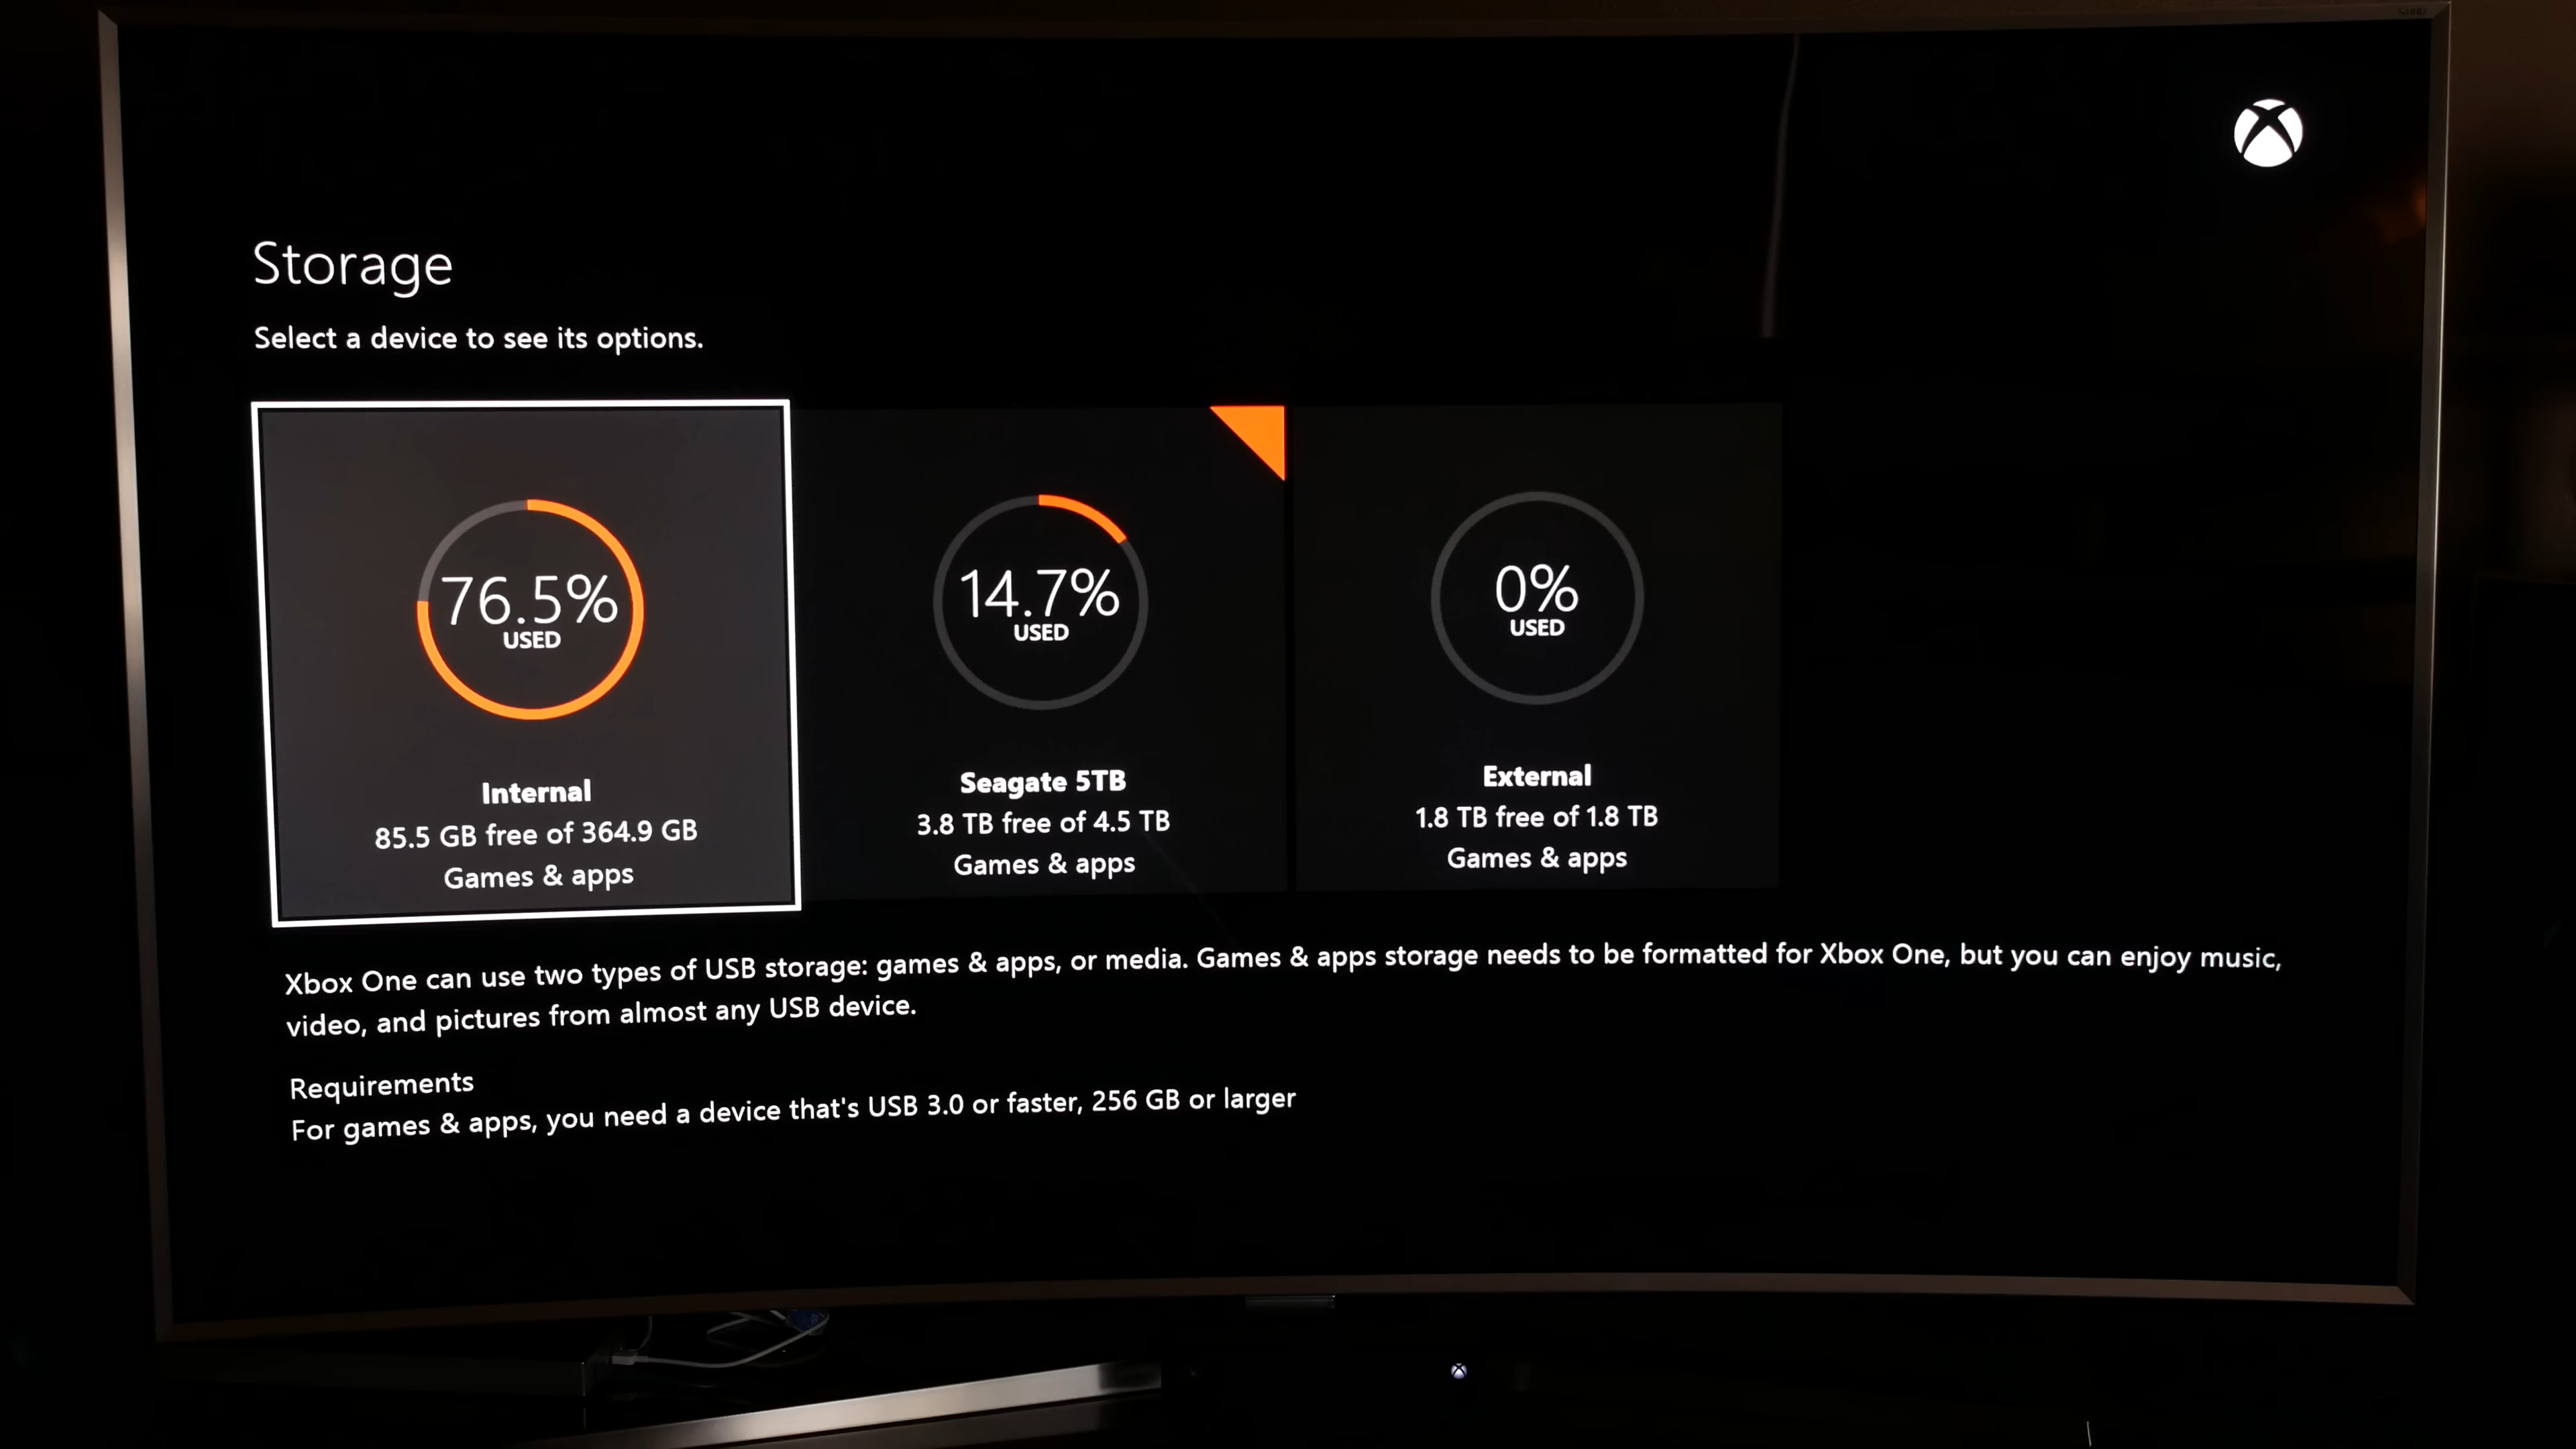 Storage
Select a device to see its options.
76.5%
USED
Internal
85.5 GB free of 364.9 GB
Games & apps
14.7%
USED
Seagate 5TB
3.8 TB free of 4.5 TB
Games & apps
0%
USED
External
1.8 TB free of 1.8 TB
Games & apps
Xbox One can use two types of USB storage: games & apps, or media. Games & apps storage needs to be formatted for Xbox One, but you can enjoy music,
video, and pictures from almost any USB device.
Requirements
For games & apps, you need a device that's USB 3.0 or faster, 256 GB or larger